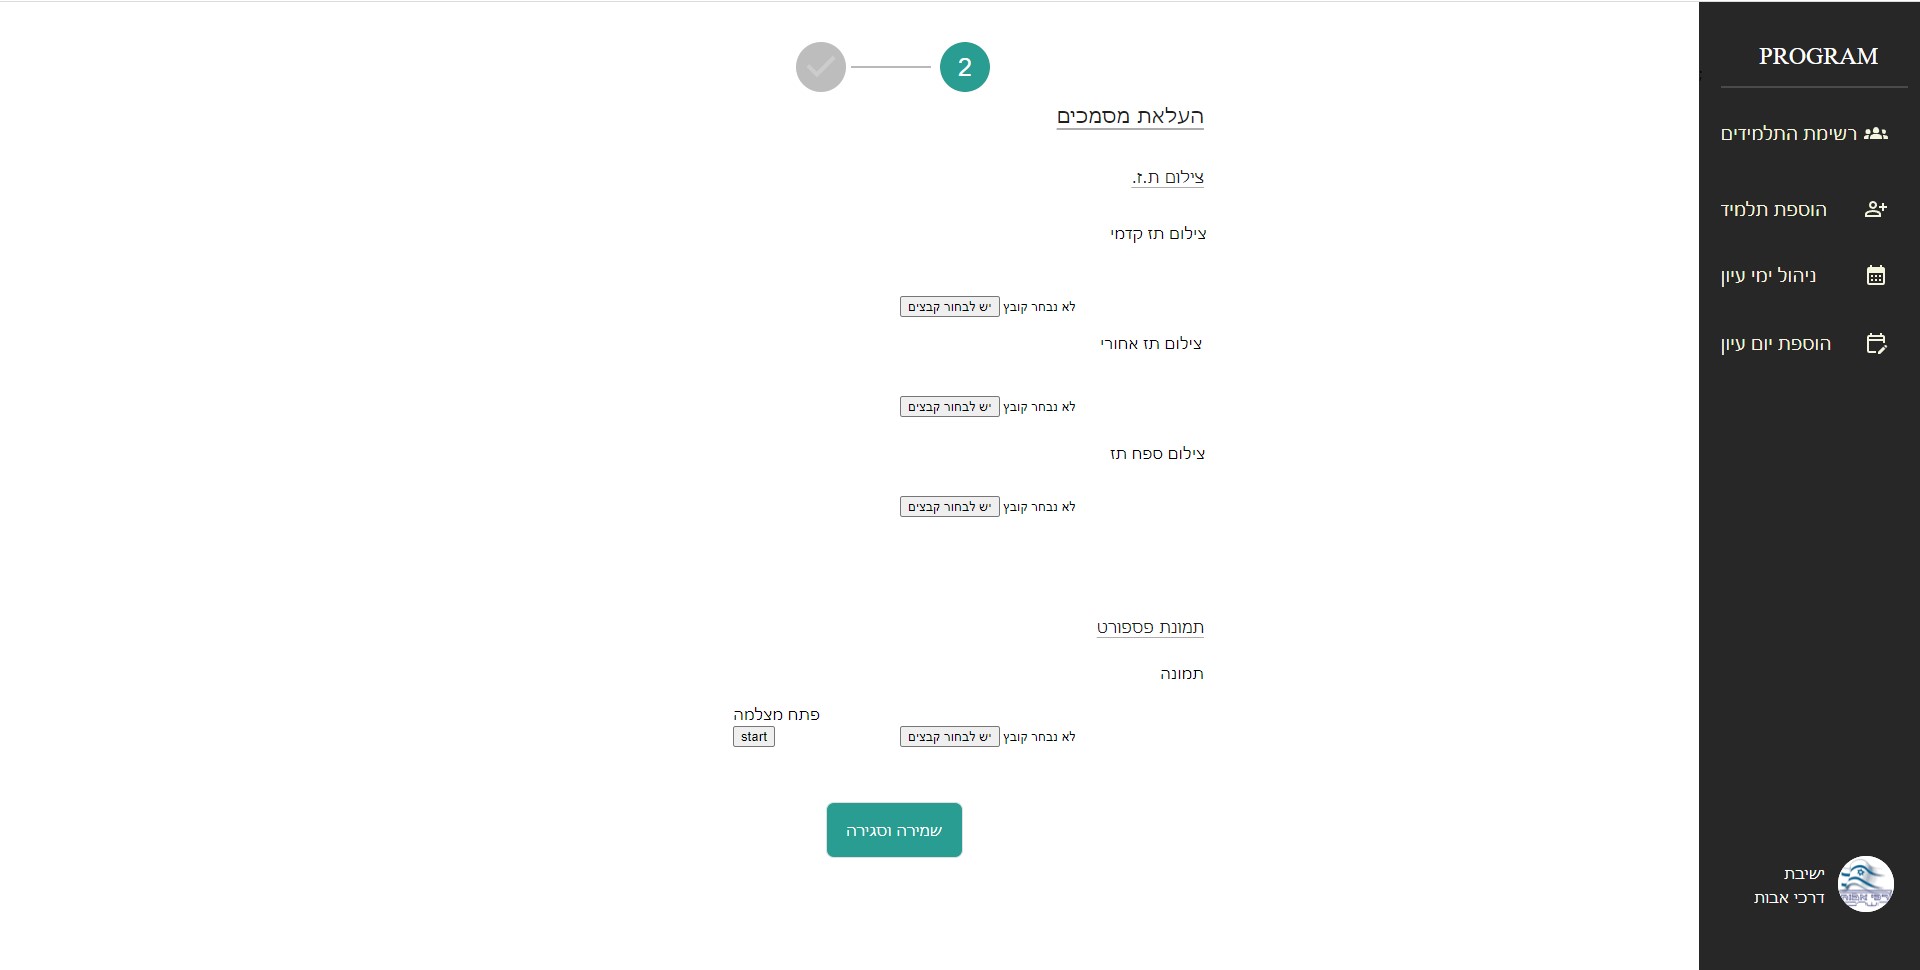 PROGRAM
רשימת התלמידים
הוספת תלמיד
ניהול ימי עיון
הוספת יום עיון
ישיבת
דרכי אבות
2
העלאת מסמכים
צילום ת.ז.
צילום תז קדמי
יש לבחור קבצים לא נבחר קובץ
צילום תז אחורי
יש לבחור קבצים לא נבחר קובץ
צילום ספח תז
יש לבחור קבצים לא נבחר קובץ
תמונת פספורט
תמונה
יש לבחור קבצים לא נבחר קובץ
פתח מצלמה
start
שמירה וסגירה